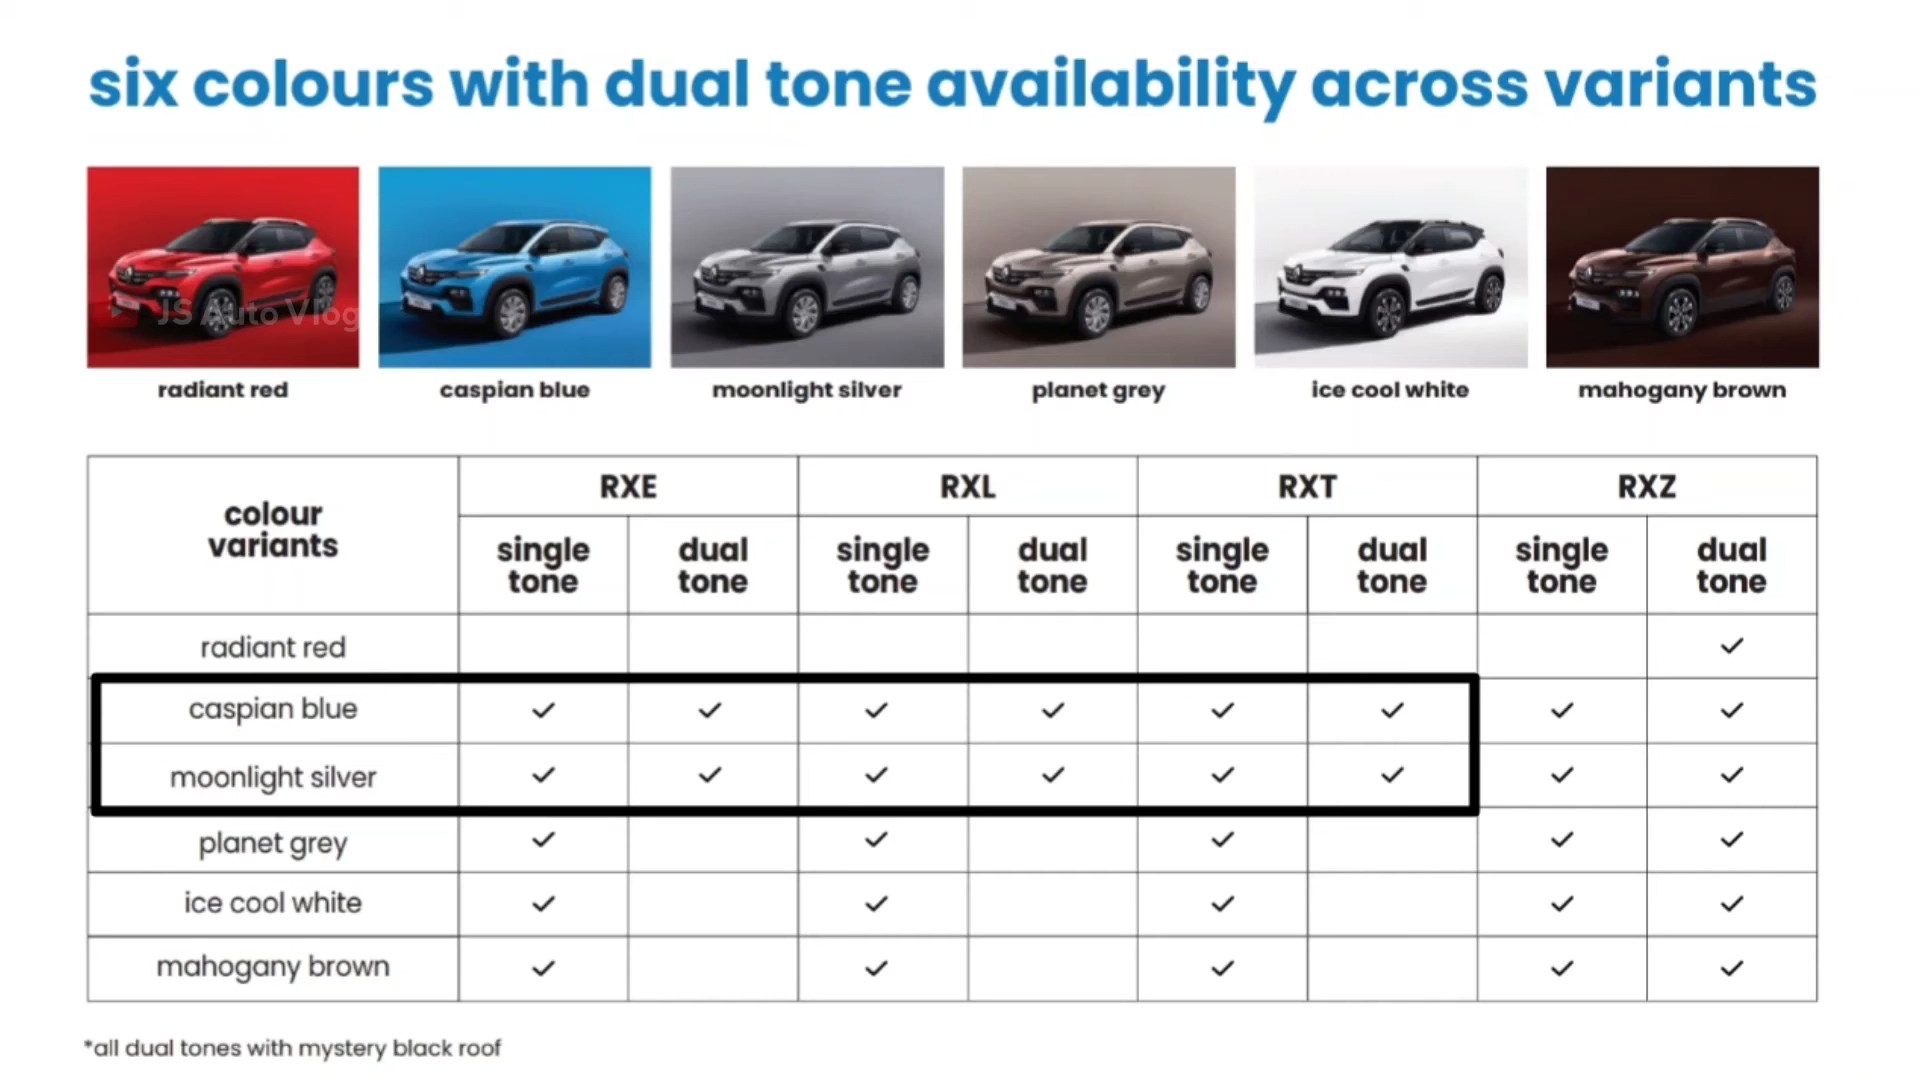 six colours with dual tone availability across variants
JS Auto Vlog
radiant red
caspian blue
moonlight silver
planet grey
ice cool white
mahogany brown
colour
variants
RXE
RXL
RXT
RXZ
single
tone
dual
tone
single
tone
dual
tone
single
tone
dual
tone
single
tone
dual
tone
radiant red ✓
caspian blue ✓ ✓ ✓ ✓ ✓ ✓ ✓ ✓
moonlight silver ✓ ✓ ✓ ✓ ✓ ✓ ✓ ✓
planet grey ✓ ✓ ✓ ✓ ✓
ice cool white ✓ ✓ ✓ ✓ ✓
mahogany brown ✓ ✓ ✓ ✓ ✓
*all dual tones with mystery black roof